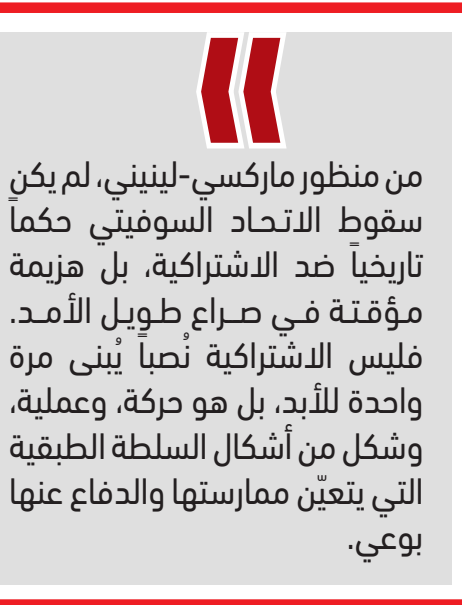 من منظور ماركسي-لينيني، لم يكن
سقوط الاتحاد السوفيتي حكماً
تاريخياً ضد الاشتراكية، بل هزيمة
مؤقتة في صراع طويل الأمد.
فليس الاشتراكية نُصباً يُبنى مرة
واحدة للأبد، بل هو حركة، وعملية،
وشكل من أشكال السلطة الطبقية
التي يتعيّن ممارستها والدفاع عنها
بوعي.